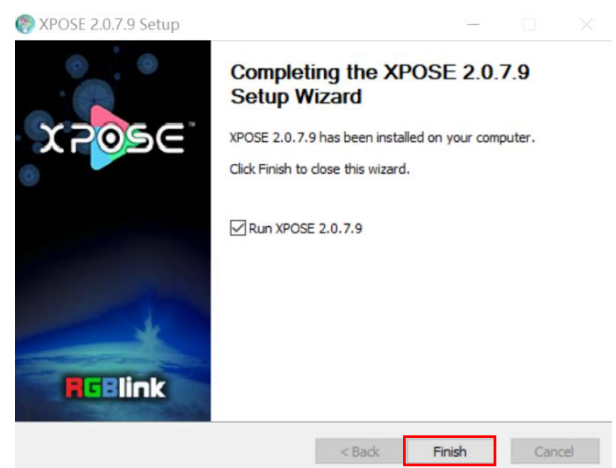 XPOSE 2.0.7.9 Setup
XPOSE™
RGBlink
Completing the XPOSE 2.0.7.9
Setup Wizard
XPOSE 2.0.7.9 has been installed on your computer.
Click Finish to close this wizard.
Run XPOSE 2.0.7.9
< Back Finish Cancel